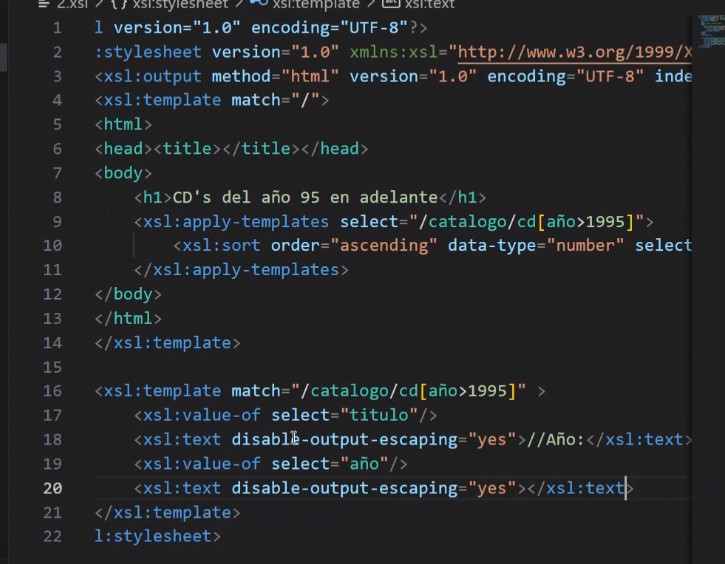 2.xsl > {} xsl:stylesheet > xsl:template > xsl:text
1 l version="1.0" encoding="UTF-8"?>
2 :stylesheet version="1.0" xmlns:xsl="http://www.w3.org/1999/X
3 <xsl:output method="html" version="1.0" encoding="UTF-8" inde
4 <xsl:template match="/">
5 <html>
6 <head><title></title></head>
7 <body>
8 <h1>CD's del año 95 en adelante</h1>
9 <xsl:apply-templates select="/catalogo/cd[año>1995]">
10 <xsl:sort order="ascending" data-type="number" select
11 </xsl:apply-templates>
12 </body>
13 </html>
14 </xsl:template>
15
16 <xsl:template match="/catalogo/cd[año>1995]" >
17 <xsl:value-of select="titulo"/>
18 <xsl:text disable-output-escaping="yes">//Año:</xsl:text>
19 <xsl:value-of select="año"/>
20 <xsl:text disable-output-escaping="yes"></xsl:text>
21 </xsl:template>
22 l:stylesheet>